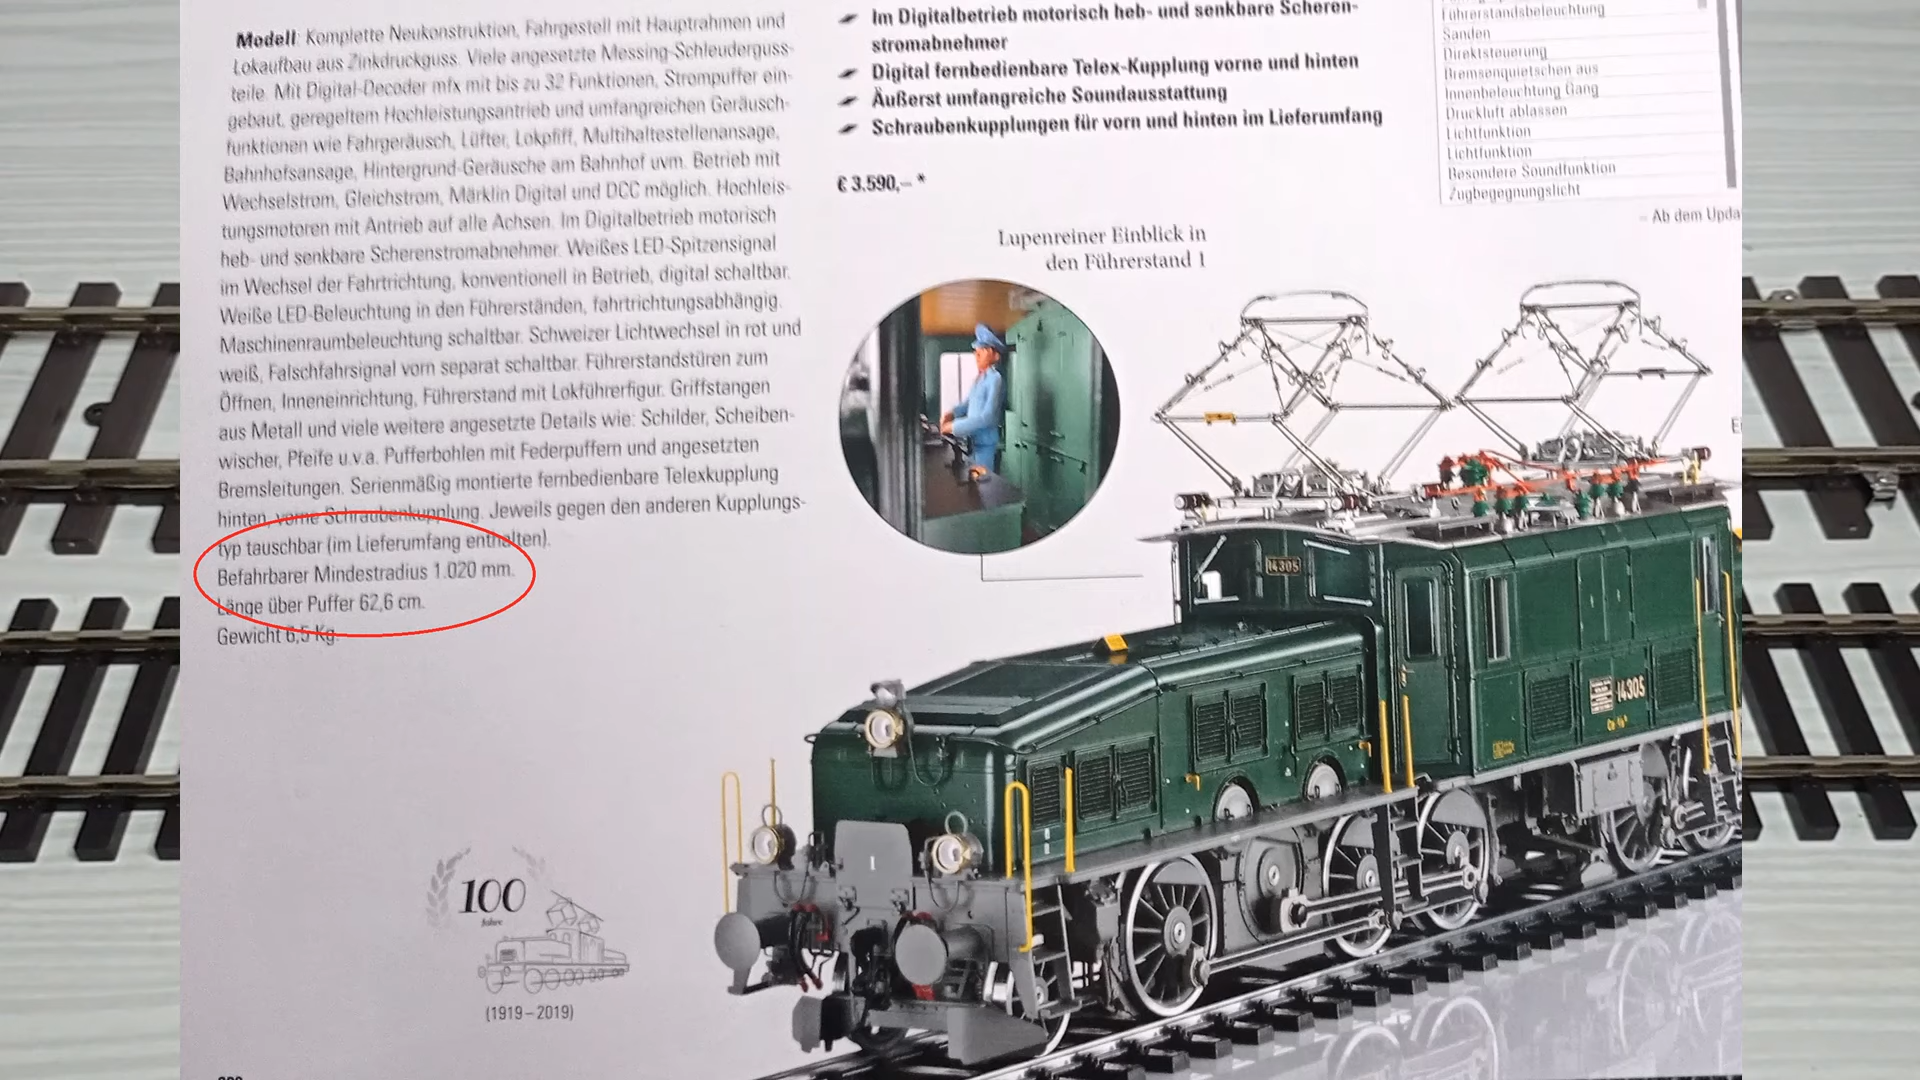 Modell: Komplette Neukonstruktion, Fahrgestell mit Hauptrahmen und
Lokaufbau aus Zinkdruckguss. Viele angesetzte Messing-Schleuderguss-
teile. Mit Digital-Decoder mfx mit bis zu 32 Funktionen, Strompuffer ein-
gebaut, geregeltem Hochleistungsantrieb und umfangreichen Geräusch-
funktionen wie Fahrgeräusch, Lüfter, Lokpfiff, Multihaltestellenansage,
Bahnhofsansage, Hintergrund-Geräusche am Bahnhof uvm. Betrieb mit
Wechselstrom, Gleichstrom, Märklin Digital und DCC möglich. Hochleis-
tungsmotoren mit Antrieb auf alle Achsen. Im Digitalbetrieb motorisch
heb- und senkbare Scherenstromabnehmer. Weißes LED-Spitzensignal
im Wechsel der Fahrtrichtung, konventionell in Betrieb, digital schaltbar.
Weiße LED-Beleuchtung in den Führerständen, fahrtrichtungsabhängig.
Maschinenraumbeleuchtung schaltbar. Schweizer Lichtwechsel in rot und
weiß, Falschfahrsignal vorn separat schaltbar. Führerstandstüren zum
Öffnen, Inneneinrichtung, Führerstand mit Lokführerfigur. Griffstangen
aus Metall und viele weitere angesetzte Details wie: Schilder, Scheiben-
wischer, Pfeife u.v.a. Pufferbohlen mit Federpuffern und angesetzten
Bremsleitungen. Serienmäßig montierte fernbedienbare Telexkupplung
hinten, vorne Schraubenkupplung. Jeweils gegen den anderen Kupplungs-
typ tauschbar (im Lieferumfang enthalten).
Befahrbarer Mindestradius 1.020 mm.
Länge über Puffer 62,6 cm.
Gewicht 6,5 Kg.
Im Digitalbetrieb motorisch heb- und senkbare Scheren-
stromabnehmer
Digital fernbedienbare Telex-Kupplung vorne und hinten
Äußerst umfangreiche Soundausstattung
Schraubenkupplungen für vorn und hinten im Lieferumfang
€ 3.590,– *
Führerstandsbeleuchtung
Sanden
Direktsteuerung
Bremsenquietschen aus
Innenbeleuchtung Gang
Druckluft ablassen
Lichtfunktion
Lichtfunktion
Besondere Soundfunktion
Zugbegegnungslicht
Ab dem Upda
Lupenreiner Einblick in
den Führerstand 1
14305
14305
100
Jahre
(1919–2019)